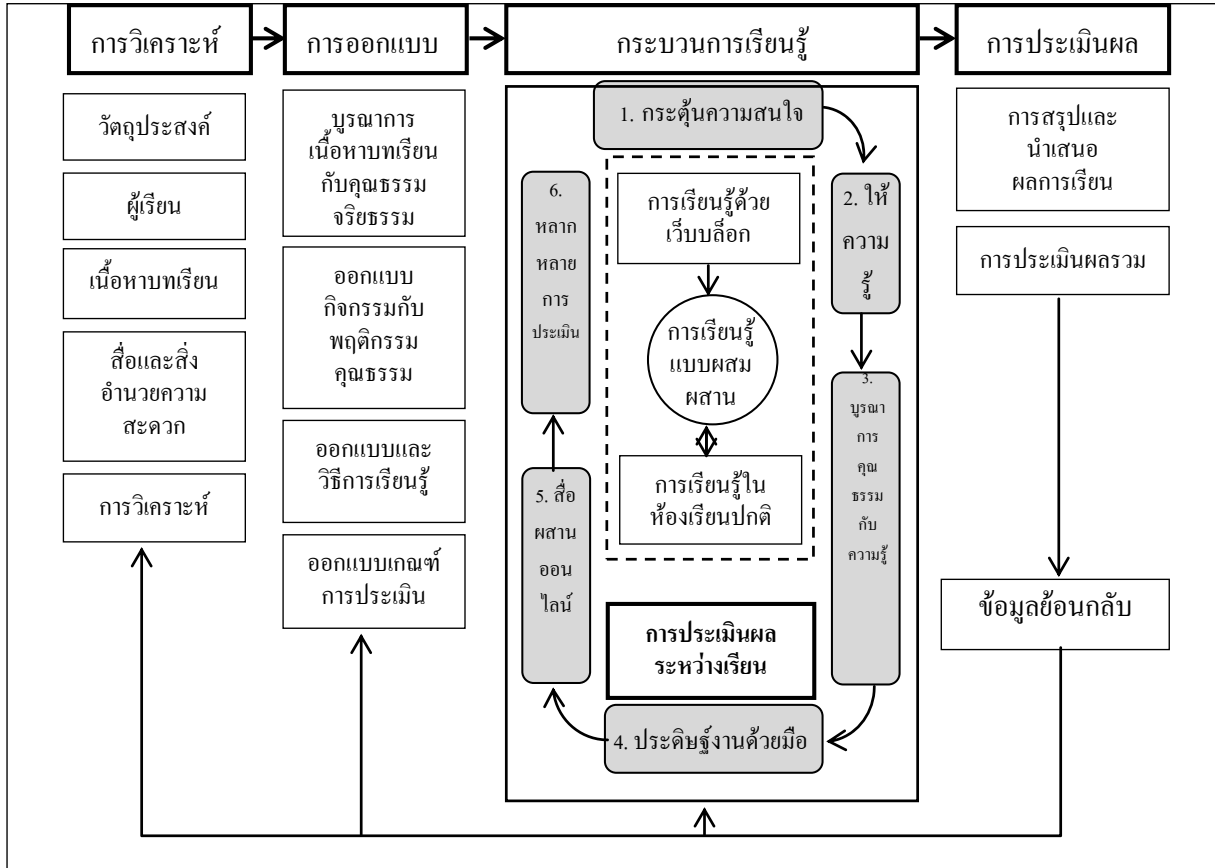 การวิเคราะห์
การออกแบบ
กระบวนการเรียนรู้
การประเมินผล
วัตถุประสงค์
ผู้เรียน
เนื้อหาบทเรียน
สื่อและสิ่ง
อำนวยความ
สะดวก
การวิเคราะห์
บูรณาการ
เนื้อหาบทเรียน
กับคุณธรรม
จริยธรรม
ออกแบบ
กิจกรรมกับ
พฤติกรรม
คุณธรรม
ออกแบบและ
วิธีการเรียนรู้
ออกแบบเกณฑ์
การประเมิน
1. กระตุ้นความสนใจ
2. ให้
ความ
รู้
3.
บูรณา
การ
คุณ
ธรรม
กับ
ความรู้
4. ประดิษฐ์งานด้วยมือ
5. สื่อ
ผสาน
ออน
ไลน์
6.
หลาก
หลาย
การ
ประเมิน
การเรียนรู้ด้วย
เว็บบล็อก
การเรียนรู้
แบบผสม
ผสาน
การเรียนรู้ใน
ห้องเรียนปกติ
การประเมินผล
ระหว่างเรียน
การสรุปและ
นำเสนอ
ผลการเรียน
การประเมินผลรวม
ข้อมูลย้อนกลับ